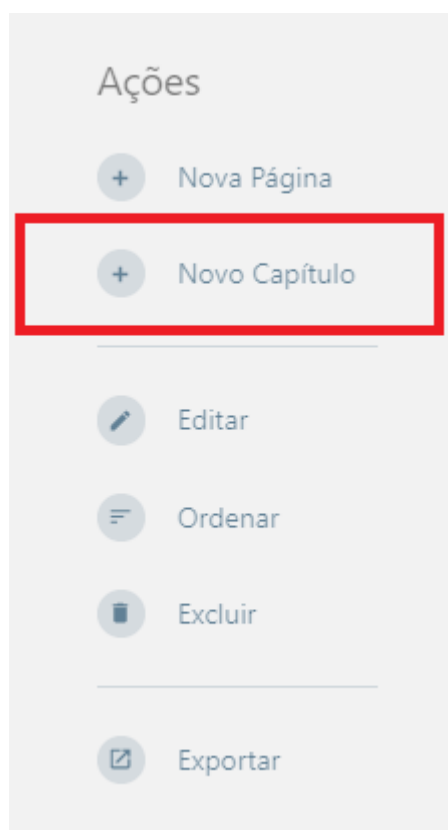 Ações
Nova Página
Novo Capítulo
Editar
Ordenar
Excluir
Exportar